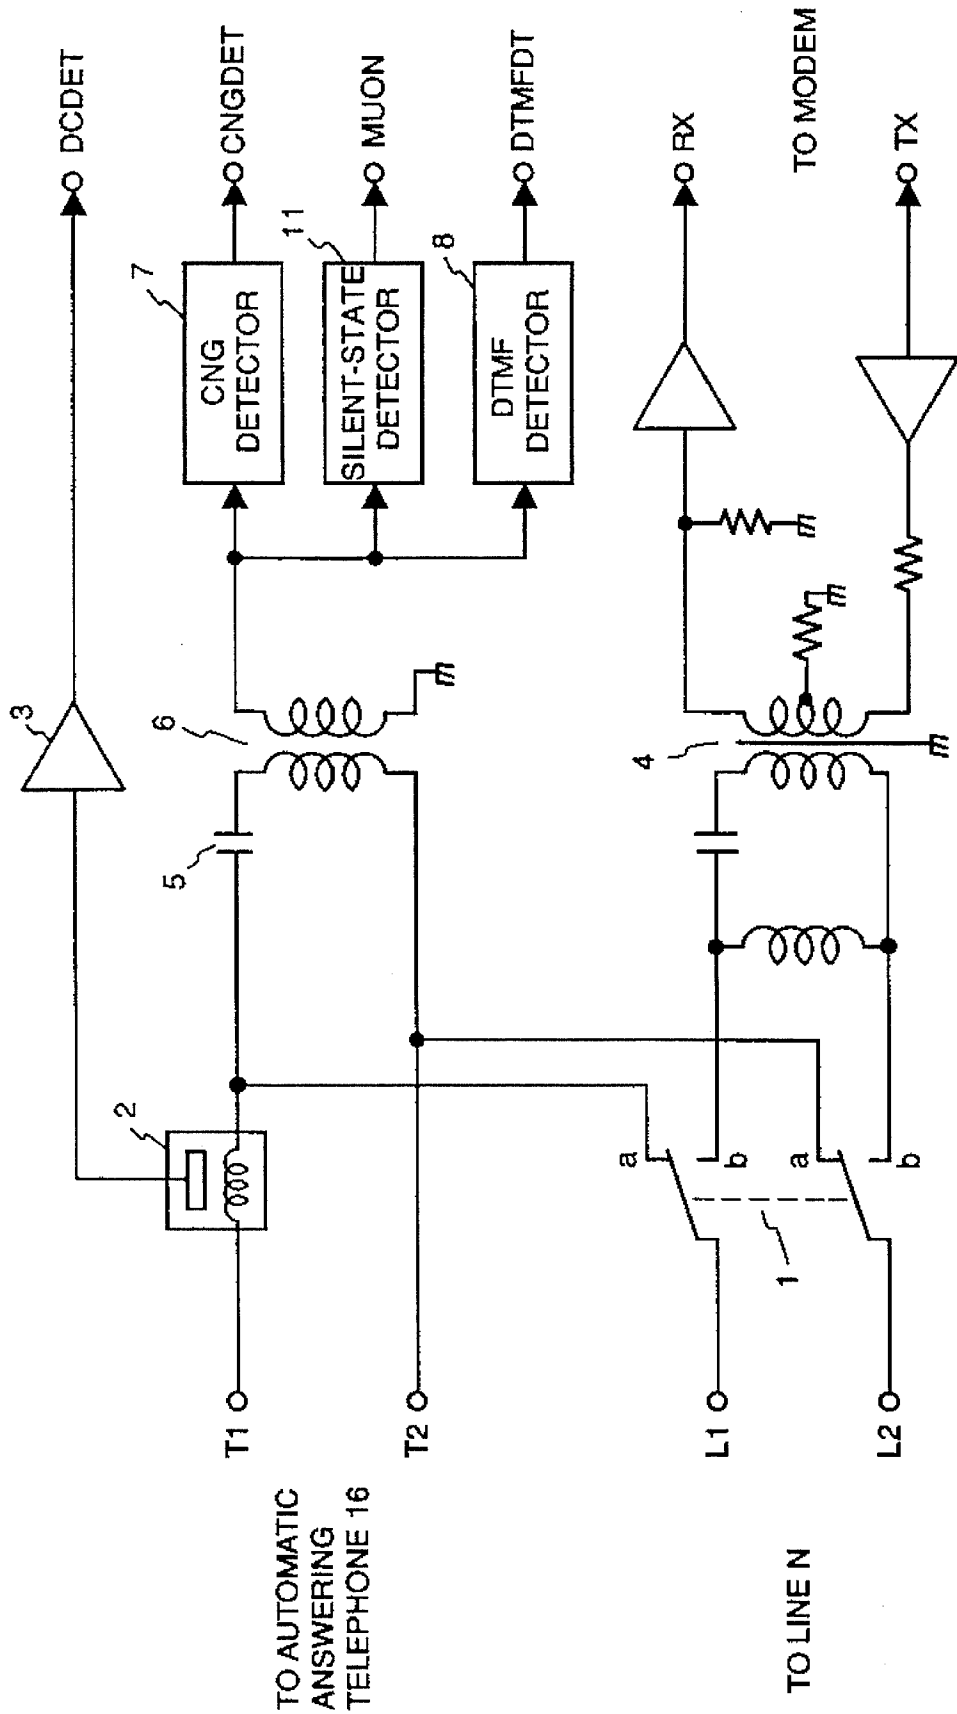 DCDET
CNGDET
MUON
DTMFDT
RX
TO MODEM
TX
3
7
CNG
DETECTOR
11
SILENT-STATE
DETECTOR
8
DTMF
DETECTOR
6
5
4
2
1
a
b
a
b
T1
T2
L1
L2
TO AUTOMATIC
ANSWERING
TELEPHONE 16
TO LINE N